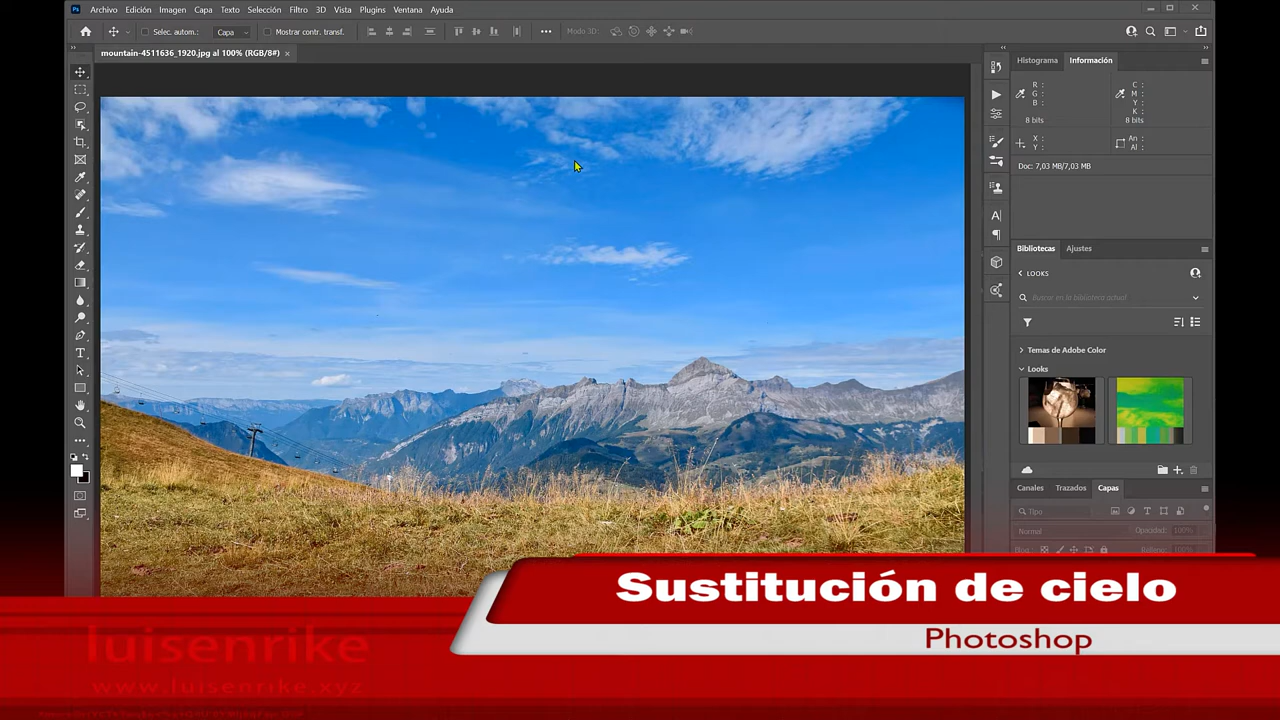 Ps Archivo Edición Imagen Capa Texto Selección Filtro 3D Vista Plugins Ventana Ayuda
Selec. autom.: Capa Mostrar contr. transf. Modo 3D:
mountain-4511636_1920.jpg al 100% (RGB/8#) ×
Histograma Información
R : C :
G : M :
B : Y :
K :
8 bits 8 bits
X : An :
Y : Al :
Doc: 7,03 MB/7,03 MB
Bibliotecas Ajustes
LOOKS
Buscar en la biblioteca actual
Temas de Adobe Color
Looks
Canales Trazados Capas
Tipo
Normal Opacidad: 100%
Bloq.: Relleno: 100%
Sustitución de cielo
Photoshop
luisenrike
www.luisenrike.xyz